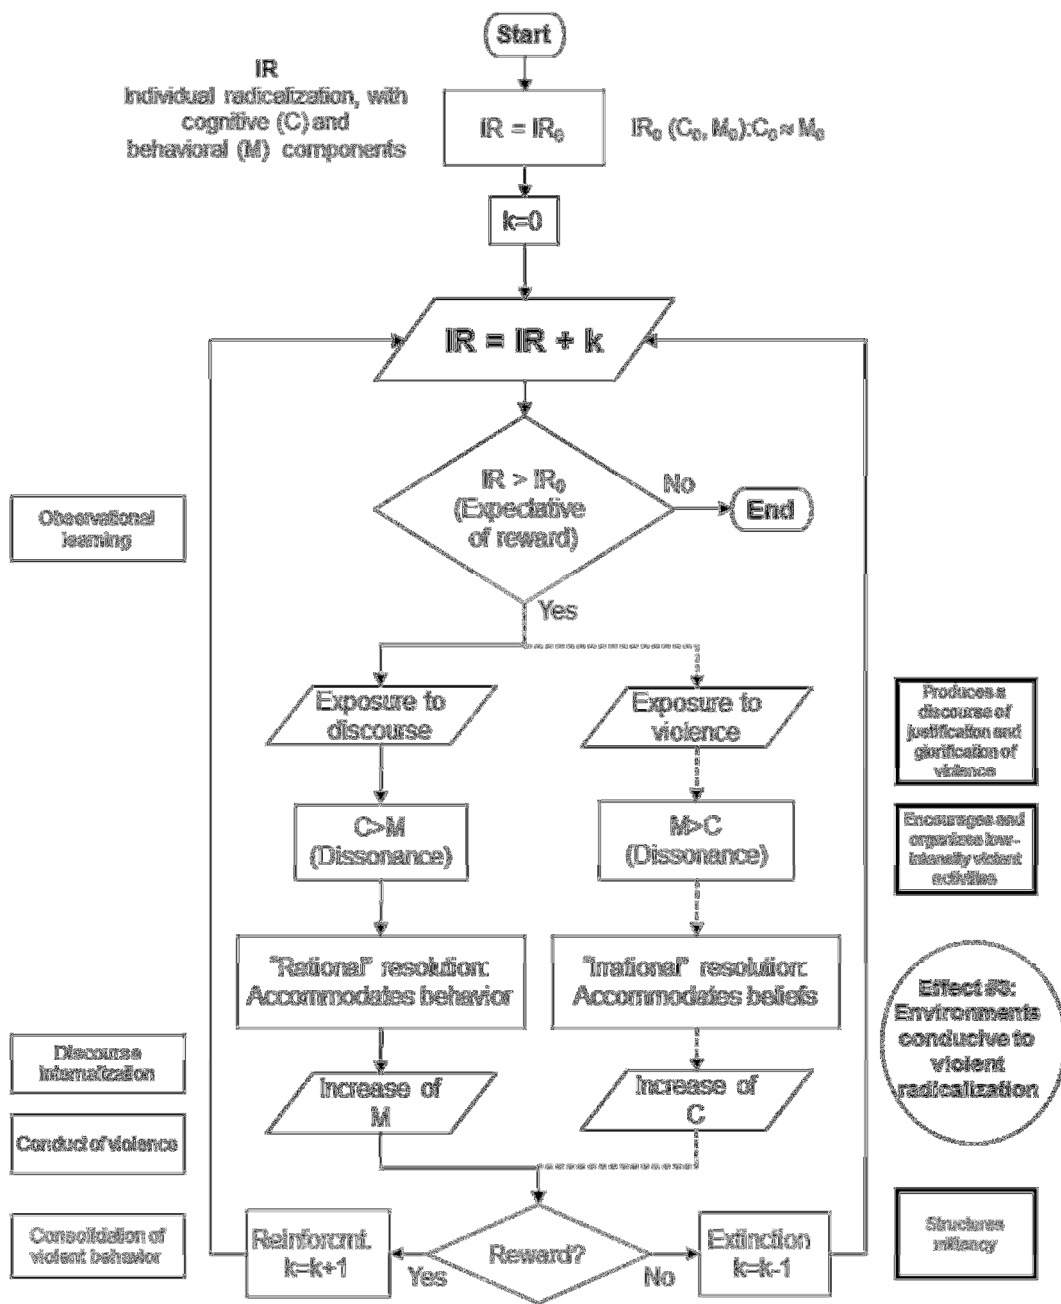 Start
IR
Individual radicalization, with
cognitive (C) and
behavioral (M) components
IR = IR₀
IR₀ (C₀, M₀):C₀ ≈ M₀
k=0
IR = IR + k
IR > IR₀
(Expectative
of reward)
No
End
Yes
Observational
learning
Exposure to
discourse
Exposure to
violence
Produces a
discourse of
justification and
glorification of
violence
C>M
(Dissonance)
M>C
(Dissonance)
Encourages and
organizes low-
intensity violent
activities
"Rational" resolution:
Accommodates behavior
"Irrational" resolution:
Accommodates beliefs
Effect #3:
Environments
conducive to
violent
radicalization
Discourse
internalization
Increase of
M
Increase of
C
Conduct of violence
Consolidation of
violent behavior
Reinforcmt.
k=k+1
Yes
Reward?
No
Extinction
k=k-1
Structures
miltancy